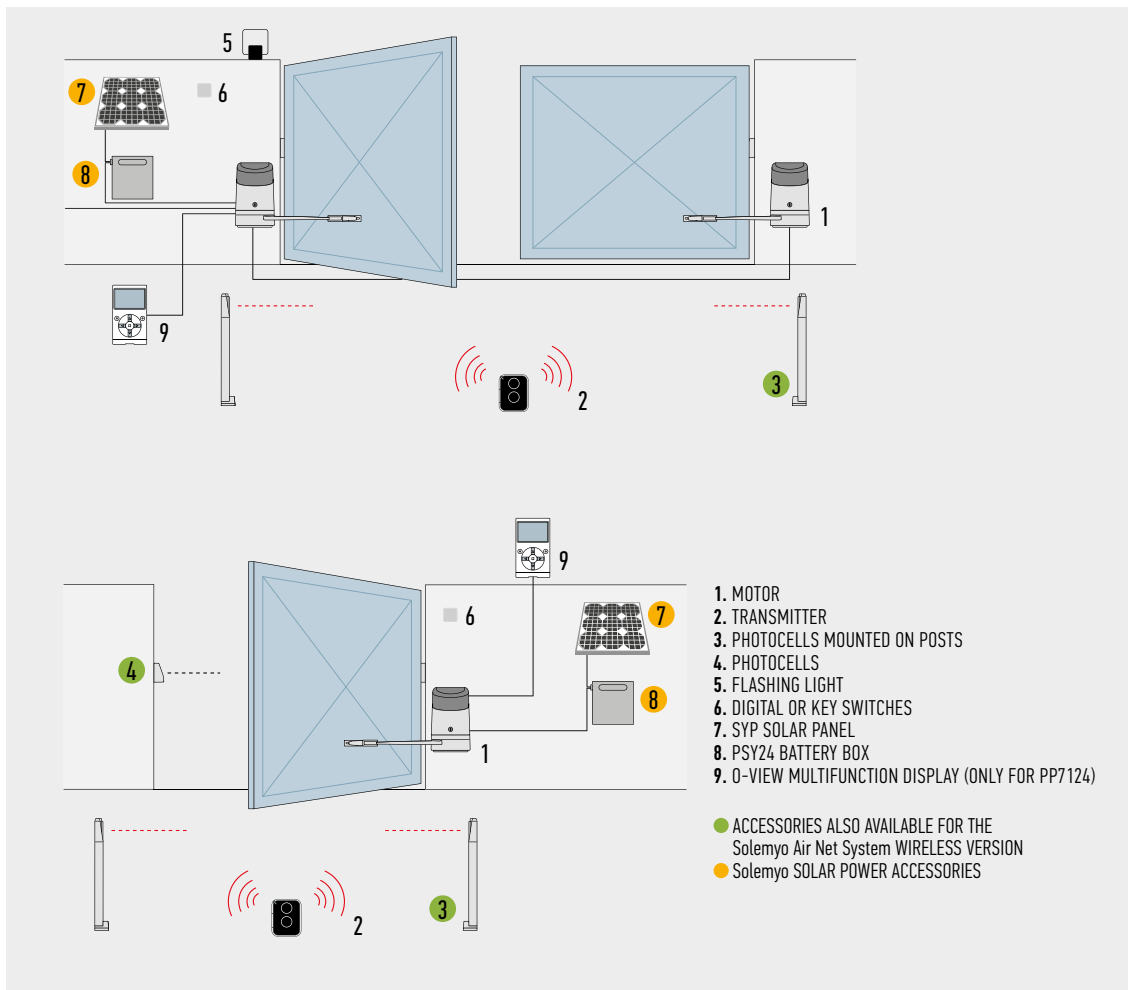 5
7
6
8
1
9
3
2
9
6
7
4
8
1
3
2
1. MOTOR
2. TRANSMITTER
3. PHOTOCELLS MOUNTED ON POSTS
4. PHOTOCELLS
5. FLASHING LIGHT
6. DIGITAL OR KEY SWITCHES
7. SYP SOLAR PANEL
8. PSY24 BATTERY BOX
9. O-VIEW MULTIFUNCTION DISPLAY (ONLY FOR PP7124)
ACCESSORIES ALSO AVAILABLE FOR THE
Solemyo Air Net System WIRELESS VERSION
Solemyo SOLAR POWER ACCESSORIES